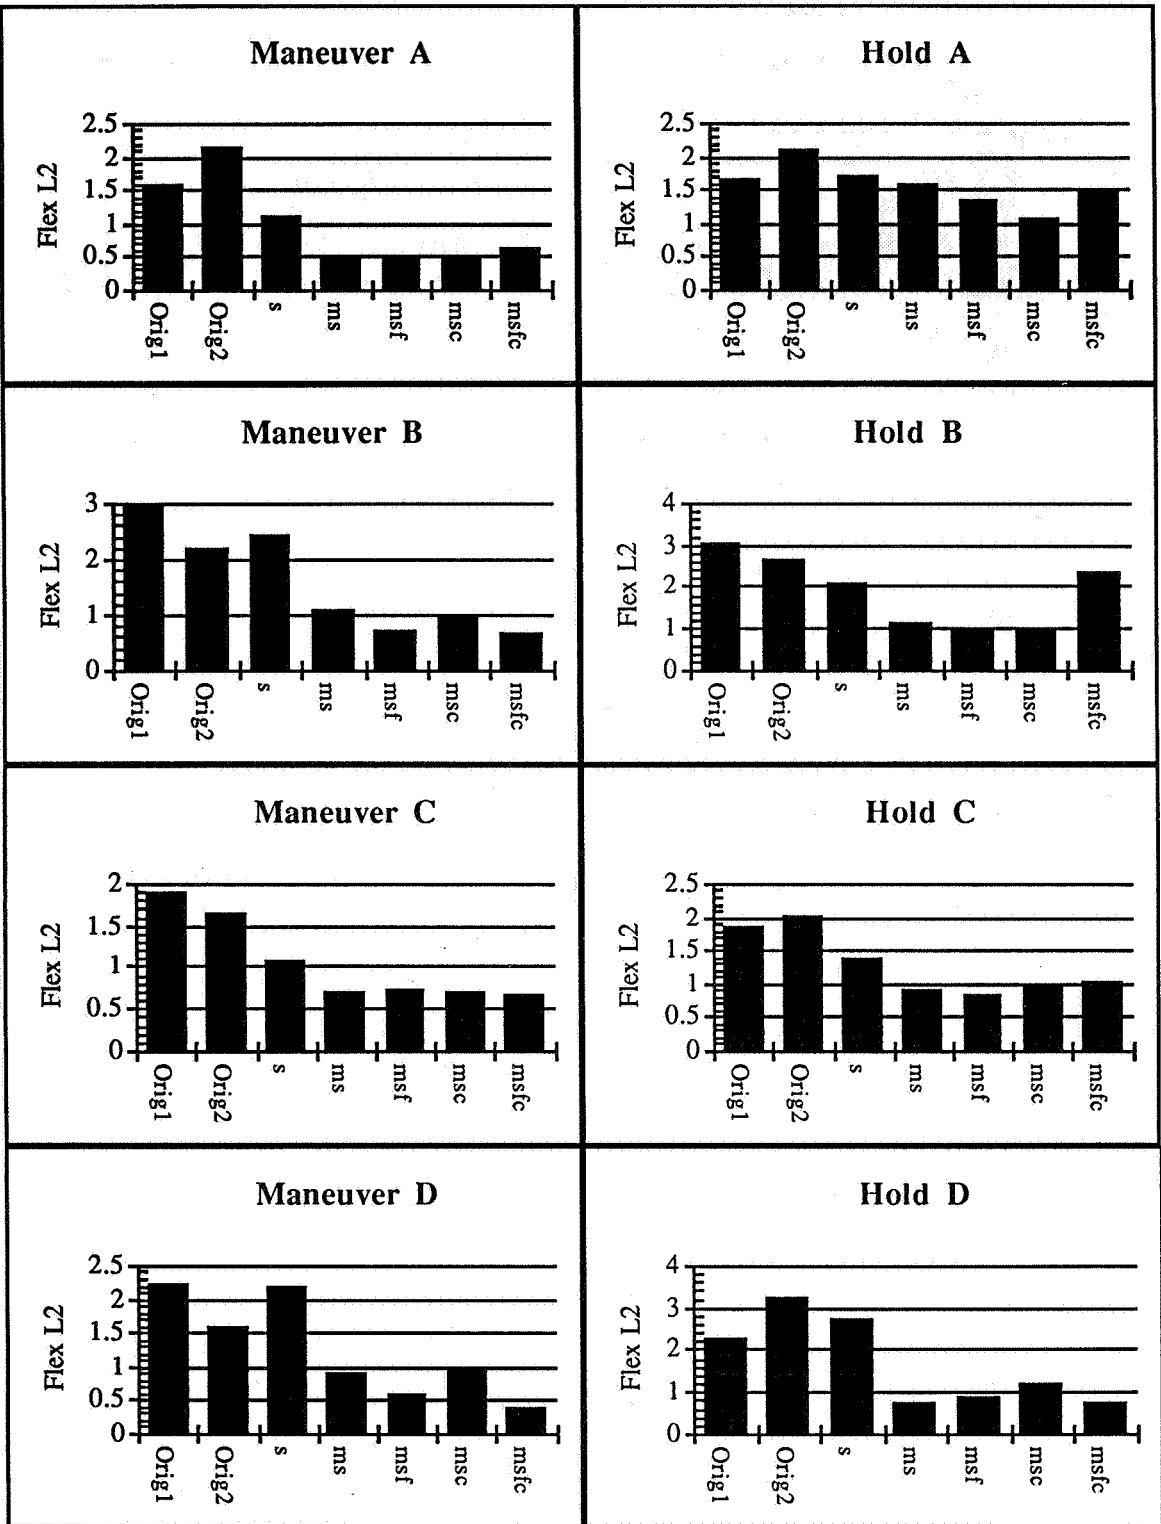 Maneuver A
Flex L2
2.5
2
1.5
1
0.5
0
Orig1 Orig2 s ms msf msc msfc
Hold A
Flex L2
2.5
2
1.5
1
0.5
0
Orig1 Orig2 s ms msf msc msfc
Maneuver B
Flex L2
3
2
1
0
Orig1 Orig2 s ms msf msc msfc
Hold B
Flex L2
4
3
2
1
0
Orig1 Orig2 s ms msf msc msfc
Maneuver C
Flex L2
2
1.5
1
0.5
0
Orig1 Orig2 s ms msf msc msfc
Hold C
Flex L2
2.5
2
1.5
1
0.5
0
Orig1 Orig2 s ms msf msc msfc
Maneuver D
Flex L2
2.5
2
1.5
1
0.5
0
Orig1 Orig2 s ms msf msc msfc
Hold D
Flex L2
4
3
2
1
0
Orig1 Orig2 s ms msf msc msfc